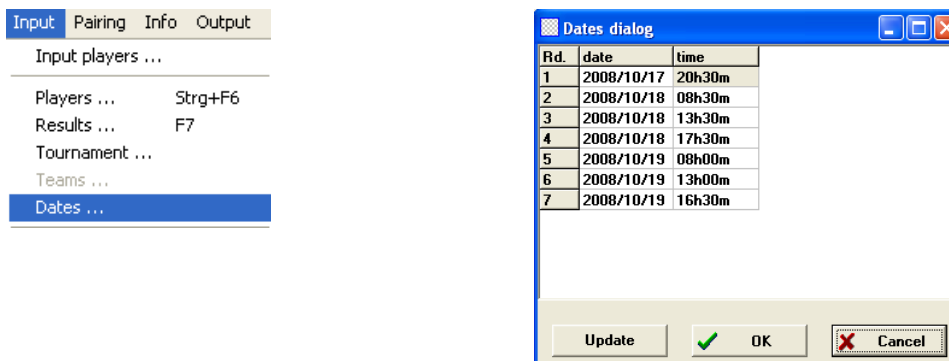 Input Pairing Info Output
Input players ...
Players ... Strg+F6
Results ... F7
Tournament ...
Teams ...
Dates ...
Dates dialog
Rd. date time
1 2008/10/17 20h30m
2 2008/10/18 08h30m
3 2008/10/18 13h30m
4 2008/10/18 17h30m
5 2008/10/19 08h00m
6 2008/10/19 13h00m
7 2008/10/19 16h30m
Update OK Cancel